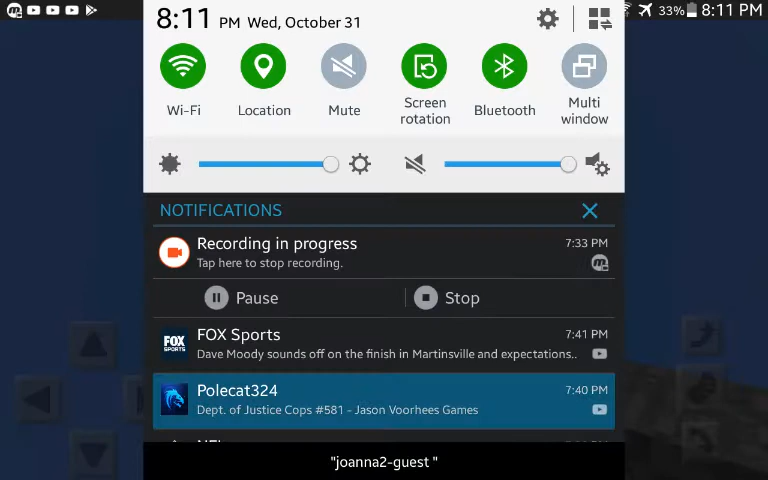 8:11 PM Wed, October 31
33% 8:11 PM
Wi-Fi
Location
Mute
Screen rotation
Bluetooth
Multi window
NOTIFICATIONS
Recording in progress 7:33 PM
Tap here to stop recording.
Pause Stop
FOX Sports 7:41 PM
FOX SPORTS
Dave Moody sounds off on the finish in Martinsville and expectations..
Polecat324 7:40 PM
Dept. of Justice Cops #581 - Jason Voorhees Games
"joanna2-guest "